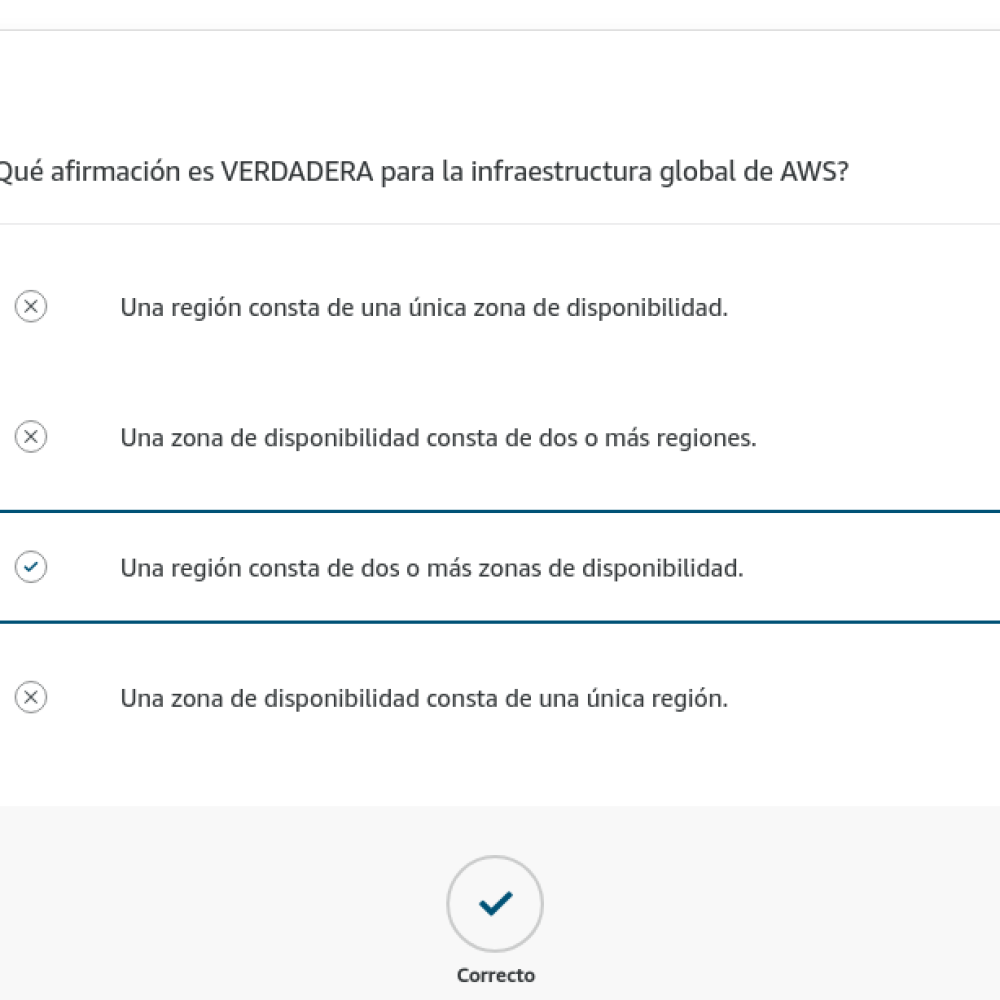 Qué afirmación es VERDADERA para la infraestructura global de AWS?
Una región consta de una única zona de disponibilidad.
Una zona de disponibilidad consta de dos o más regiones.
Una región consta de dos o más zonas de disponibilidad.
Una zona de disponibilidad consta de una única región.
Correcto